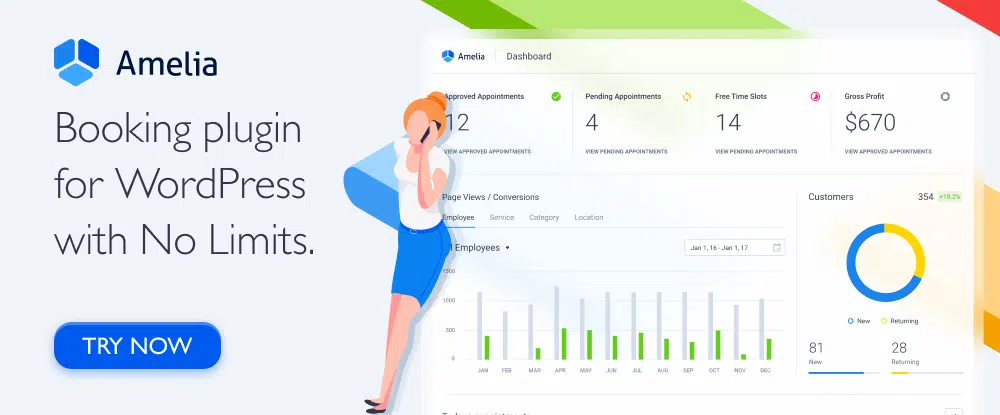 Amelia
Booking plugin
for WordPress
with No Limits.
TRY NOW
Amelia
Dashboard
Approved Appointments
12
VIEW APPROVED APPOINTMENTS
Pending Appointments
4
VIEW PENDING APPOINTMENTS
Free Time Slots
14
VIEW PENDING APPOINTMENTS
Gross Profit
$670
VIEW APPROVED APPOINTMENTS
Page Views / Conversions
Employee Service Category Location
Employees
Jan 1, 16 - Jan 1, 17
1500
1000
500
0
JAN FEB MAR APR MAY JUN JUL AUG SEP OCT NOV DEC
Customers
354 +19.2%
New Returning
81
New
28
Returning